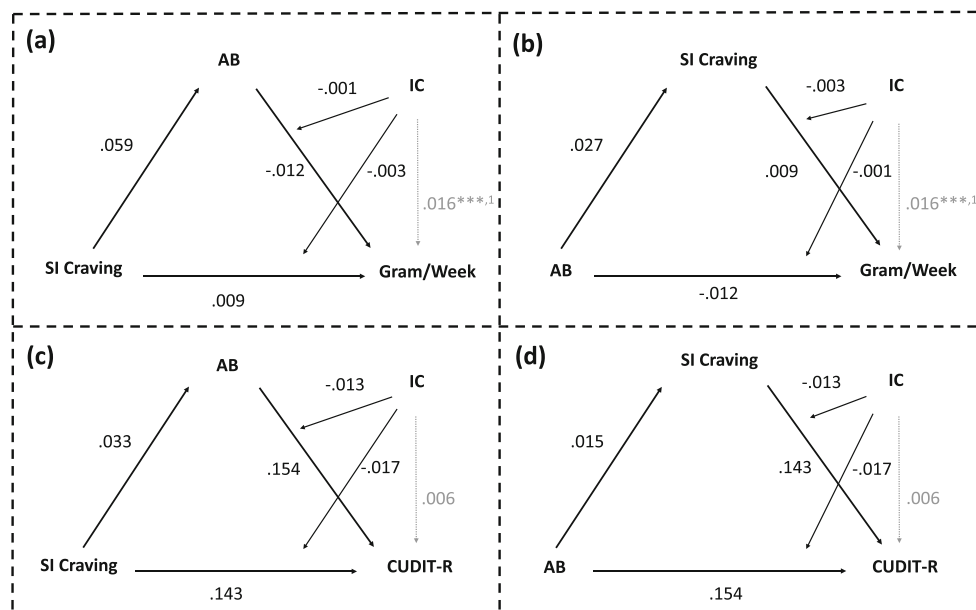 (a)
AB
IC
-.001
.059
-.012
-.003
.016***,1
SI Craving
Gram/Week
.009
(b)
SI Craving
IC
-.003
.027
.009
-.001
.016***,1
AB
Gram/Week
-.012
(c)
AB
IC
-.013
.033
.154
-.017
.006
SI Craving
CUDIT-R
.143
(d)
SI Craving
IC
-.013
.015
.143
-.017
.006
AB
CUDIT-R
.154